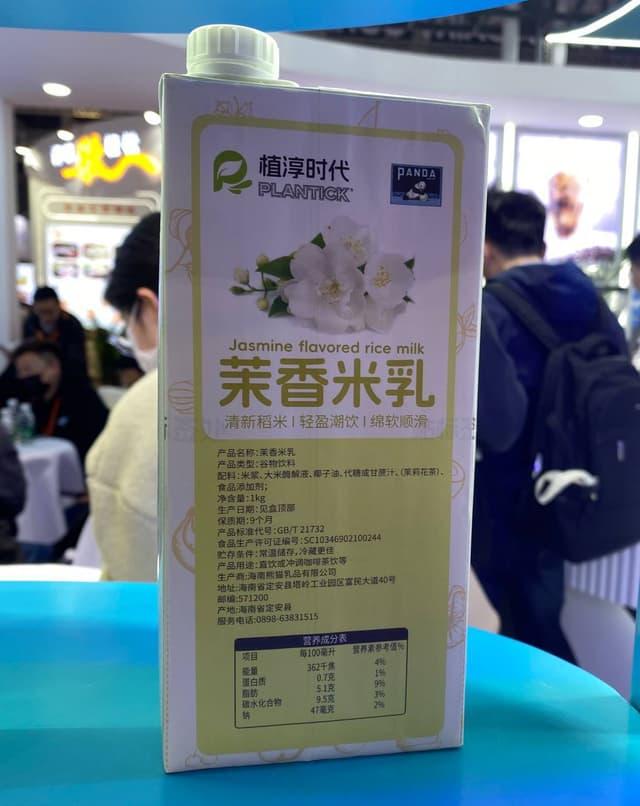 植淳时代
PLANTICK
PANDA
Jasmine flavored rice milk
茉香米乳
清新稻米 | 轻盈潮饮 | 绵软顺滑
产品名称:茉香米乳
产品类型:谷物饮料
配料:米浆、大米酶解液、椰子油、代糖或甘蔗汁、(茉莉花茶)、
食品添加剂;
净含量:1kg
生产日期:见盒顶部
保质期:9个月
产品标准代号:GB/T 21732
食品生产许可证编号:SC10346902100244
贮存条件:常温储存,冷藏更佳
产品用途:直饮或冲调咖啡茶饮等
生产商:海南熊猫乳品有限公司
地址:海南省定安县塔岭工业园区富民大道40号
邮编:571200
产地:海南省定安县
服务电话:0898-63831515
营养成分表
项目 每100毫升 营养素参考值%
能量 362千焦 4%
蛋白质 0.7克 1%
脂肪 5.1克 9%
碳水化合物 9.5克 3%
钠 47毫克 2%